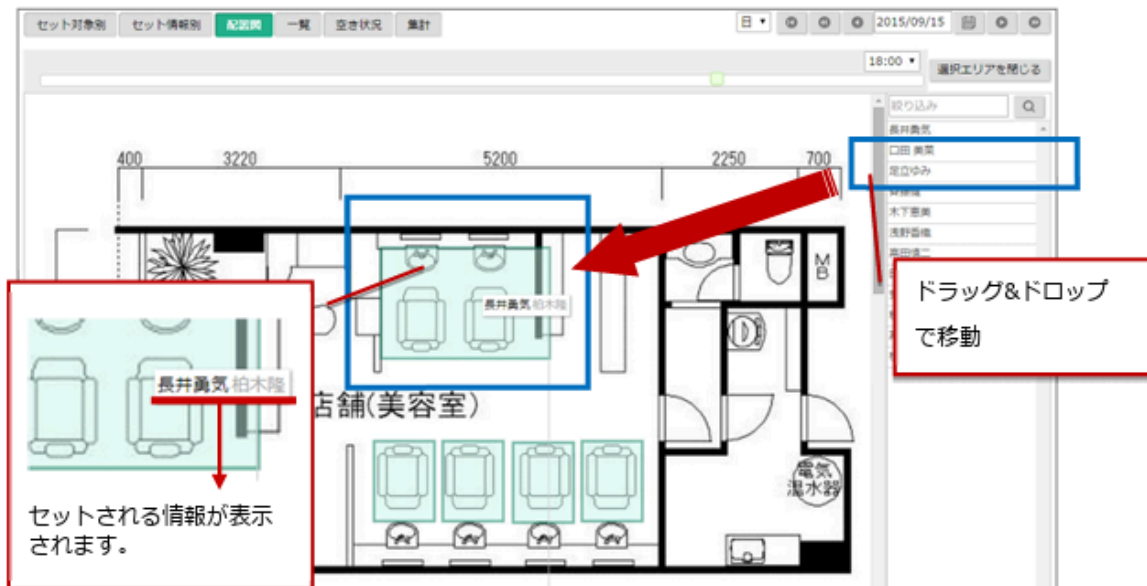 セット対象別 セット情報別 配置図 一覧 空き状況 集計
日 2015/09/15
18:00 選択エリアを閉じる
絞り込み
長井勇気
口田 美菜
足立ゆみ
木下恵美
浅野香織
400 3220 5200 2250 700
MB
長井勇気 柏木隆
ドラッグ&ドロップ
で移動
長井勇気 柏木隆
店舗(美容室)
セットされる情報が表示
されます。
電気
温水器